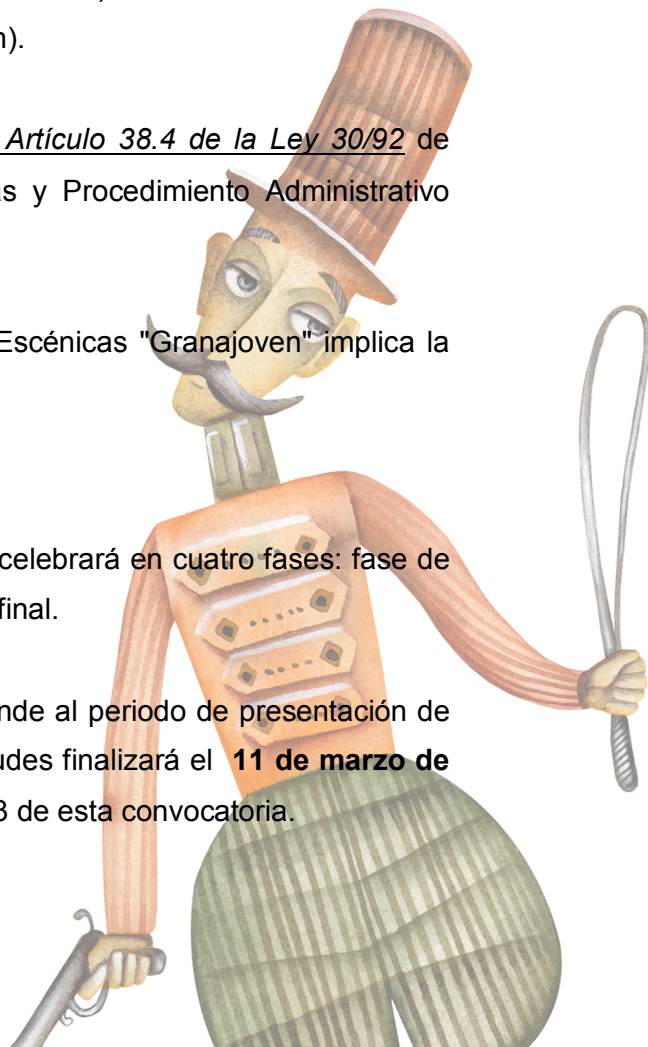 n).
Artículo 38.4 de la Ley 30/92 de
as y Procedimiento Administrativo
Escénicas "Granajoven" implica la
celebrará en cuatro fases: fase de
final.
nde al periodo de presentación de
udes finalizará el 11 de marzo de
3 de esta convocatoria.